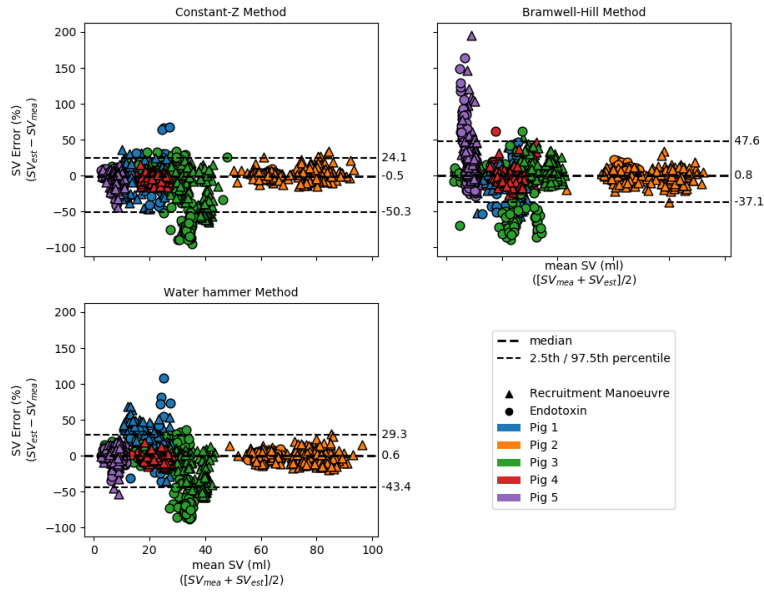 Constant-Z Method
Bramwell-Hill Method
200
150
100
50
0
−50
−100
SV Error (%)
(SV_est − SV_mea)
24.1
-0.5
-50.3
47.6
0.8
-37.1
mean SV (ml)
([SV_mea + SV_est]/2)
Water hammer Method
200
150
100
50
0
−50
−100
SV Error (%)
(SV_est − SV_mea)
29.3
0.6
-43.4
0 20 40 60 80 100
mean SV (ml)
([SV_mea + SV_est]/2)
median
2.5th / 97.5th percentile
Recruitment Manoeuvre
Endotoxin
Pig 1
Pig 2
Pig 3
Pig 4
Pig 5